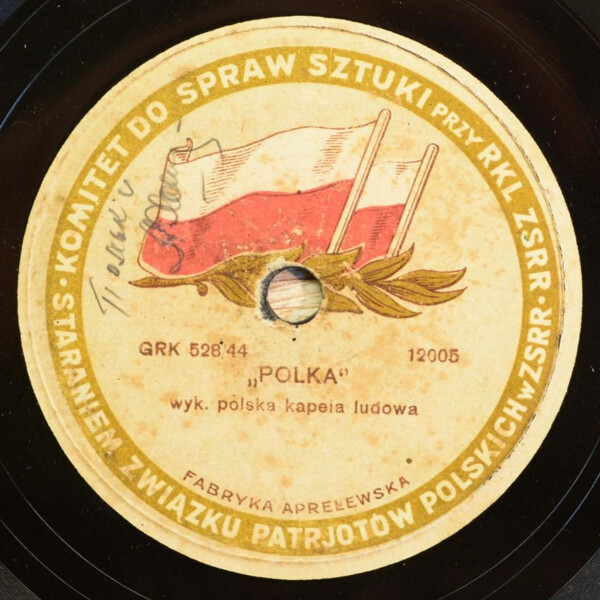 KOMITET DO SPRAW SZTUKI PRZY RKL ZSRR ·
STARANIEM ZWIĄZKU PATRJOTÓW POLSKICH w ZSRR ·
GRK 528/44 12005
„POLKA”
wyk. polska kapela ludowa
FABRYKA APRELEWSKA